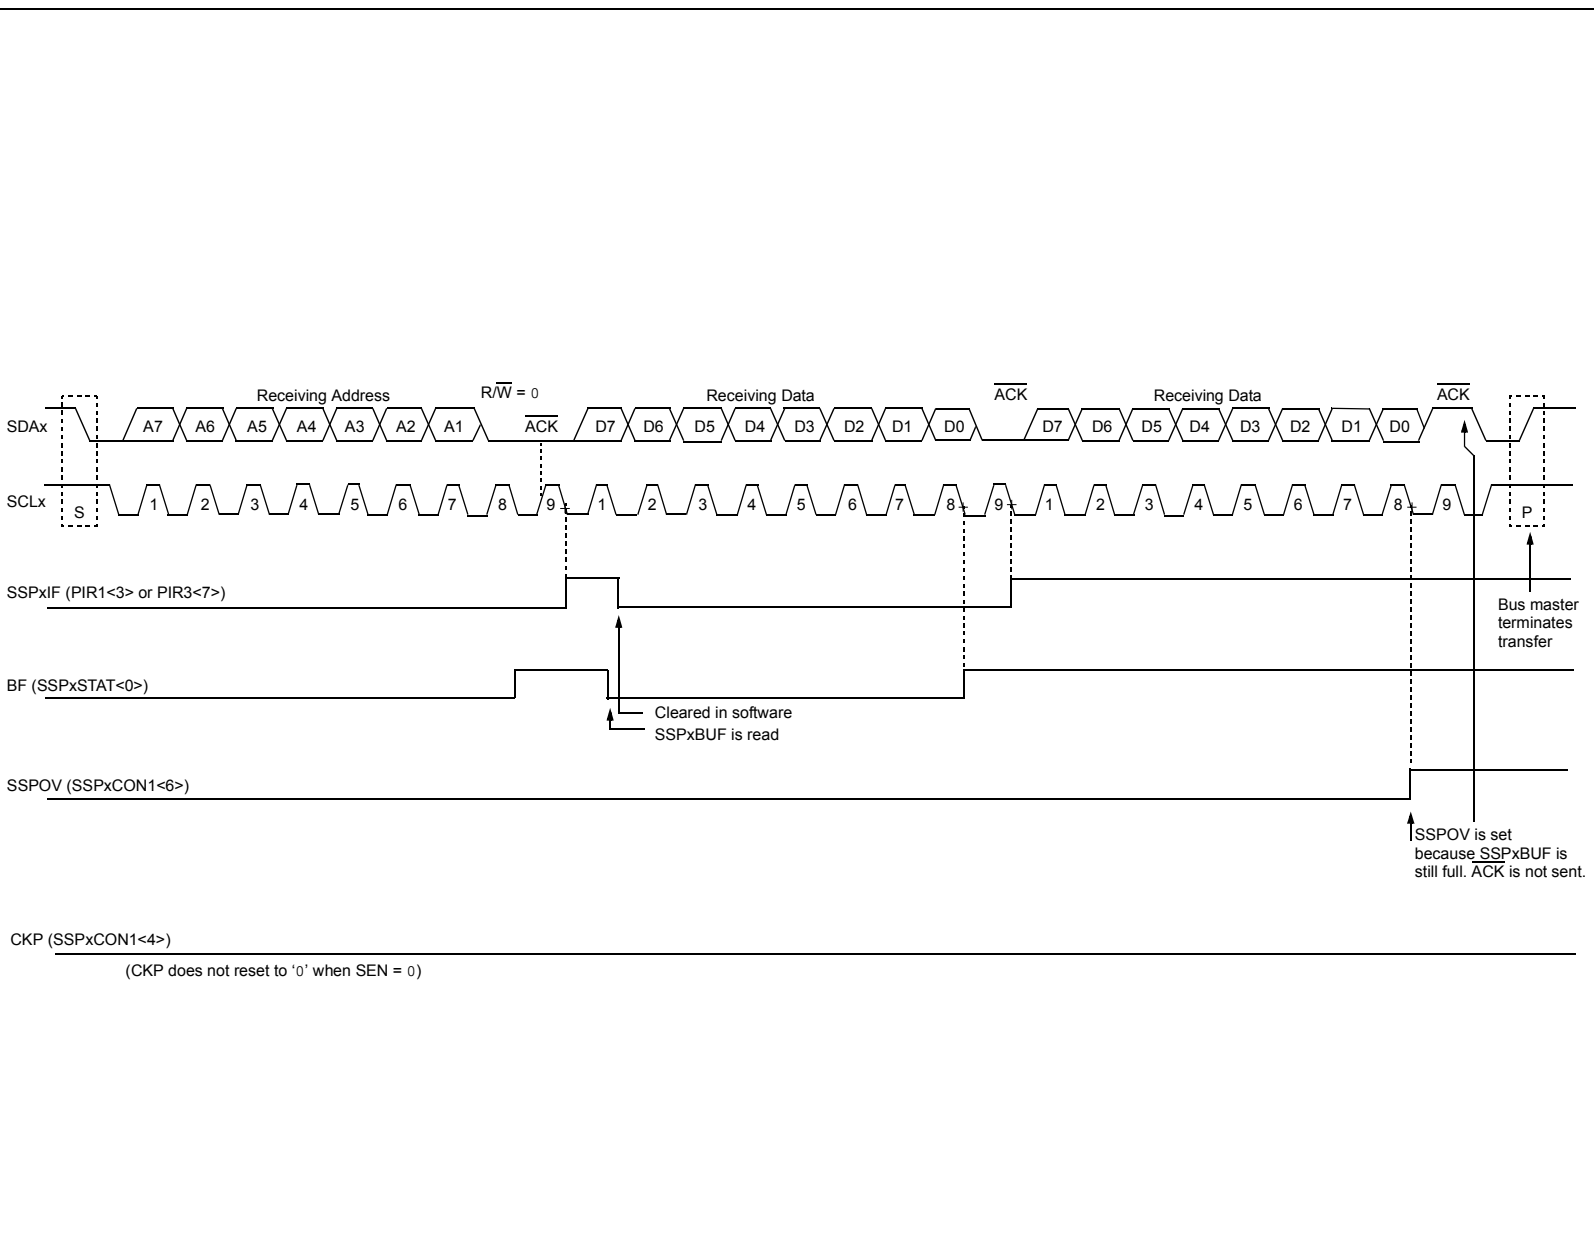 Receiving Address R/W = 0 Receiving Data ACK Receiving Data ACK
SDAx A7 A6 A5 A4 A3 A2 A1 ACK D7 D6 D5 D4 D3 D2 D1 D0 D7 D6 D5 D4 D3 D2 D1 D0
SCLx S 1 2 3 4 5 6 7 8 9 1 2 3 4 5 6 7 8 9 1 2 3 4 5 6 7 8 9 P
SSPxIF (PIR1<3> or PIR3<7>)
Bus master
terminates
transfer
BF (SSPxSTAT<0>)
Cleared in software
SSPxBUF is read
SSPOV (SSPxCON1<6>)
SSPOV is set
because SSPxBUF is
still full. ACK is not sent.
CKP (SSPxCON1<4>)
(CKP does not reset to ‘0’ when SEN = 0)